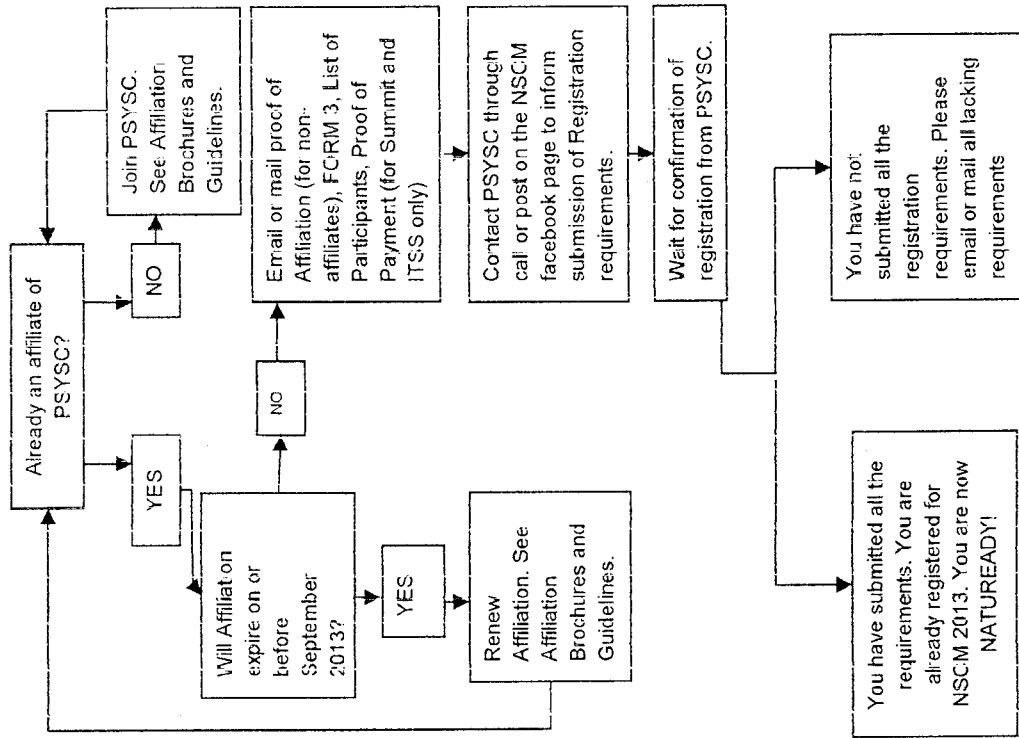 Already an affiliate of
PSYSC?
NO
Join PSYSC.
See Affiliation
Brochures and
Guidelines.
YES
Will Affiliation
expire on or
before
September
2013?
NO
Email or mail proof of
Affiliation (for non-
affiliates), FORM 3, List of
Participants, Proof of
Payment (for Summit and
ITSS only)
YES
Renew
Affiliation. See
Affiliation
Brochures and
Guidelines.
Contact PSYSC through
call or post on the NSCM
facebook page to inform
submission of Registration
requirements.
Wait for confirmation of
registration from PSYSC.
You have submitted all the
requirements. You are
already registered for
NSCM 2013. You are now
NATUREADY!
You have not
submitted all the
registration
requirements. Please
email or mail all lacking
requirements